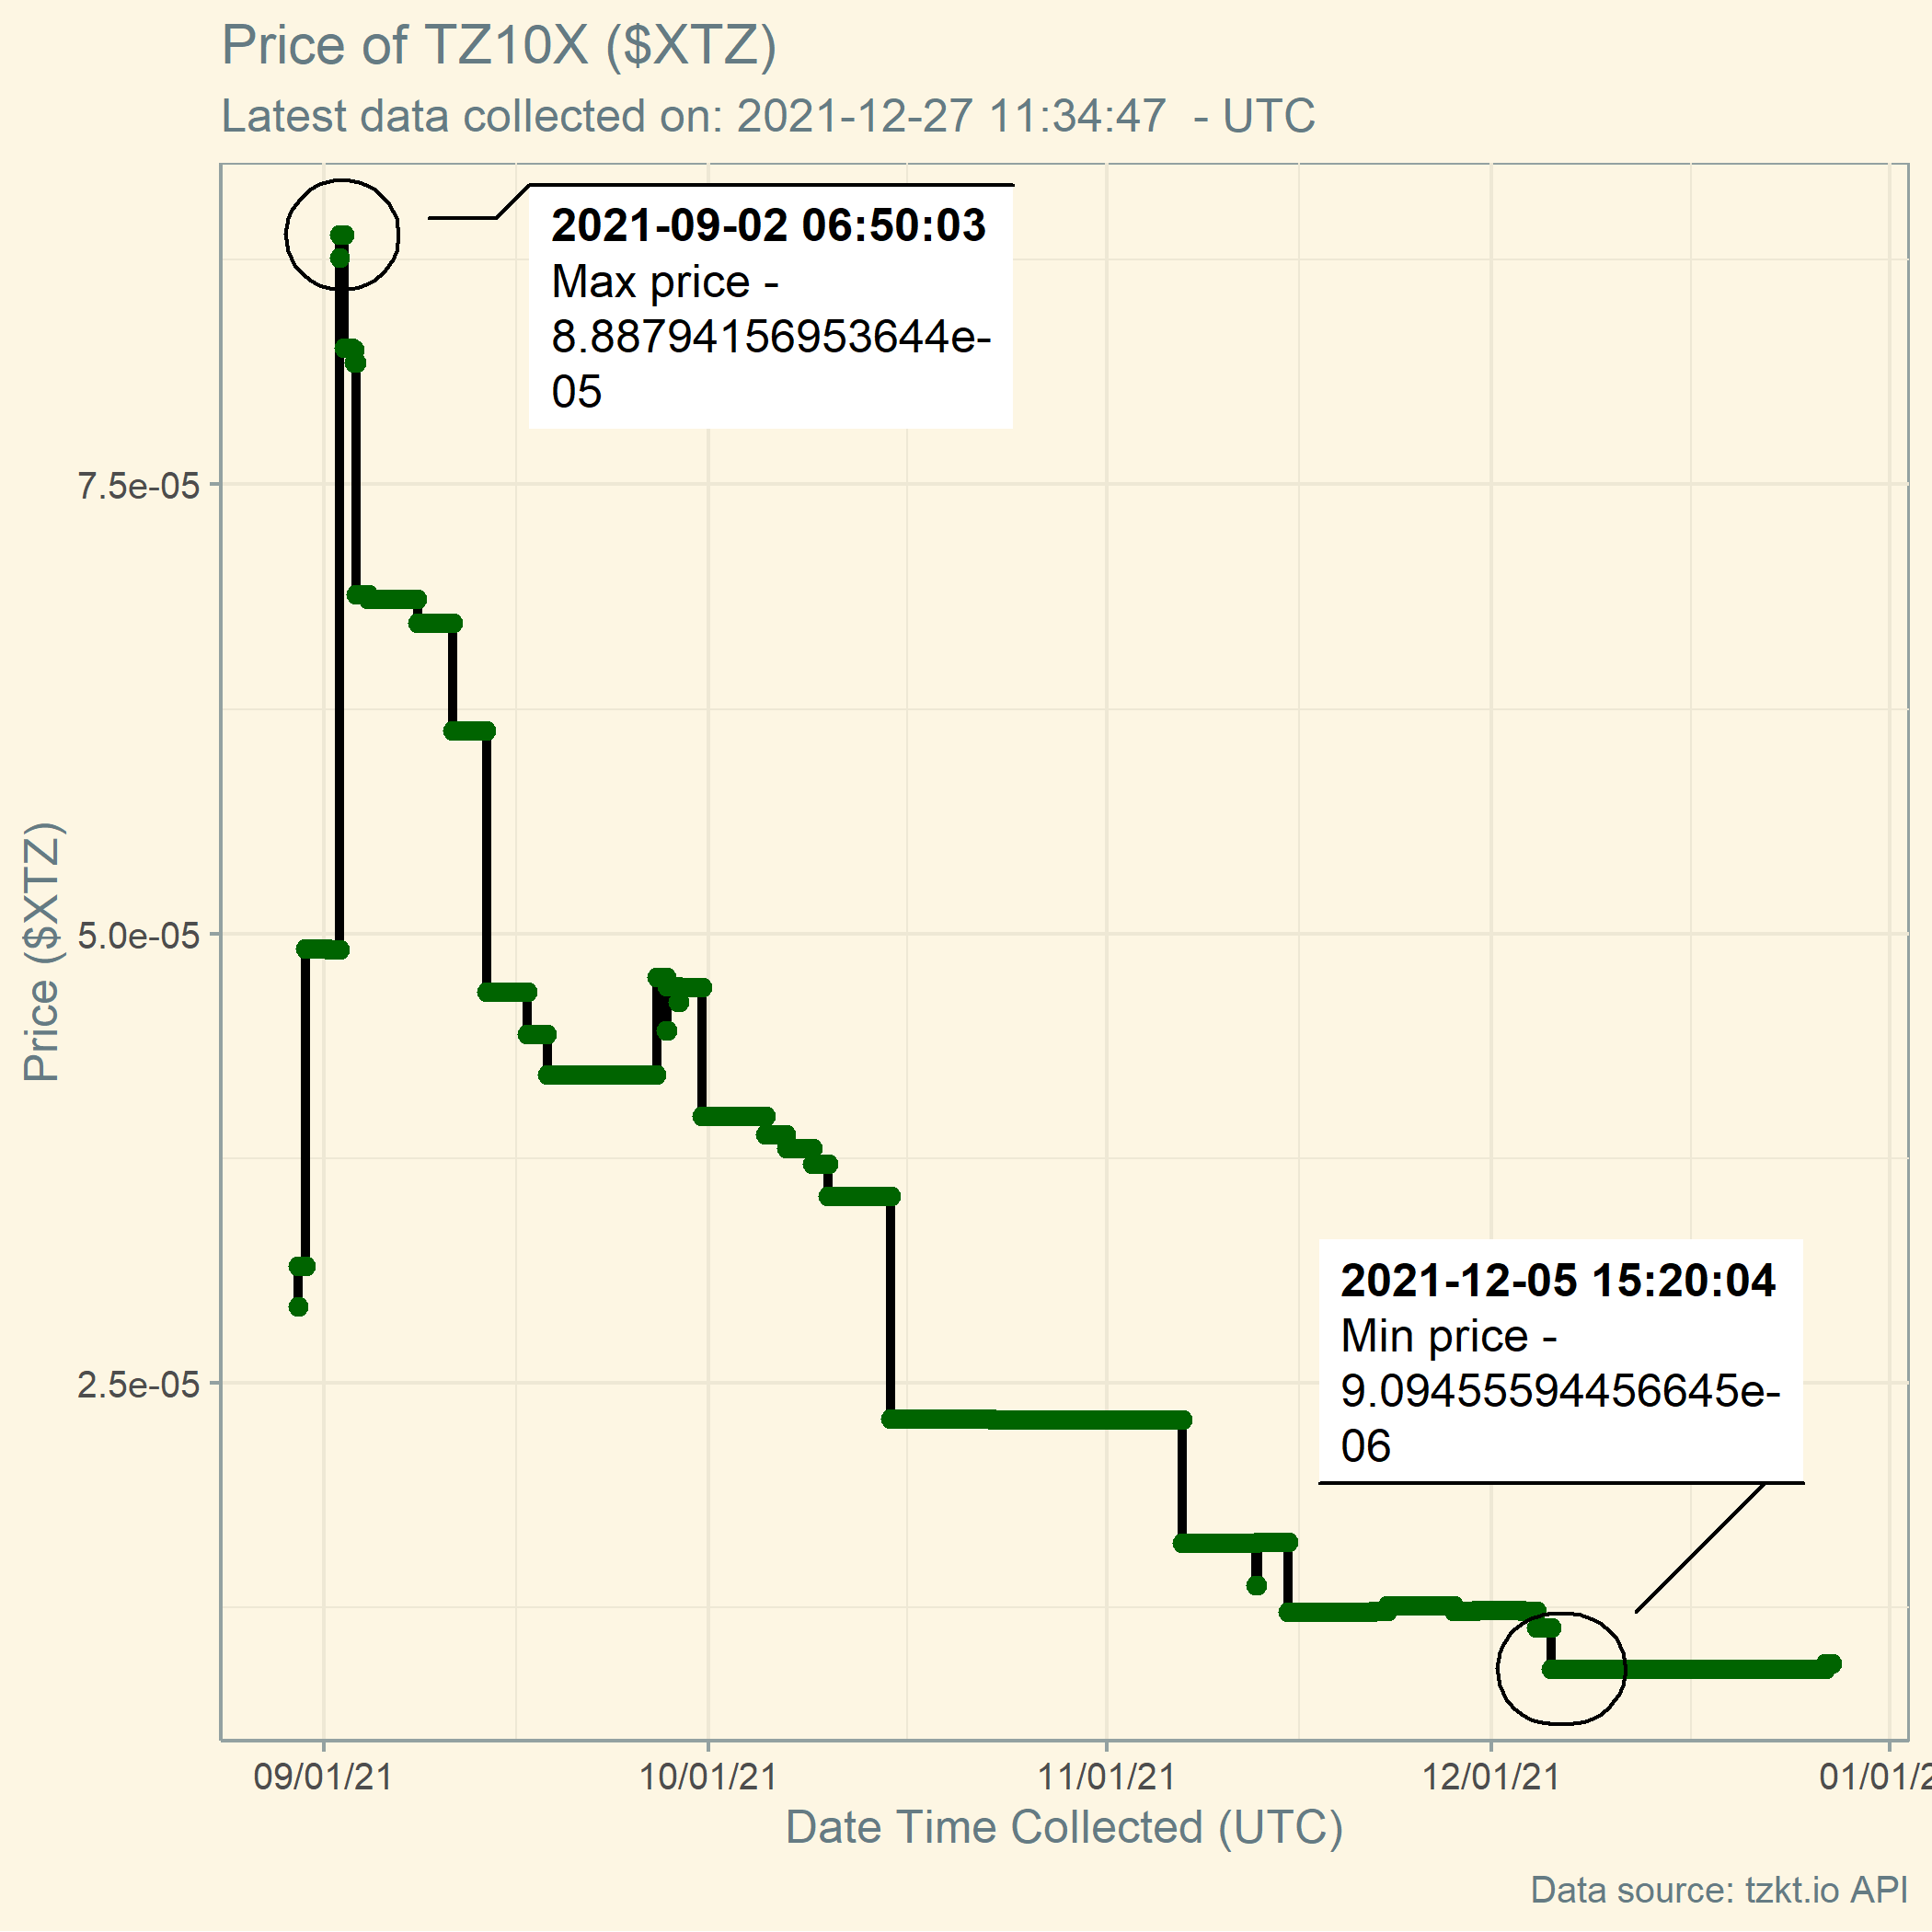 Price of TZ10X ($XTZ)
Latest data collected on: 2021-12-27 11:34:47  - UTC
2021-09-02 06:50:03
Max price -
8.88794156953644e-
05
7.5e-05
5.0e-05
2.5e-05
Price ($XTZ)
2021-12-05 15:20:04
Min price -
9.09455594456645e-
06
09/01/21 10/01/21 11/01/21 12/01/21 01/01/2
Date Time Collected (UTC)
Data source: tzkt.io API